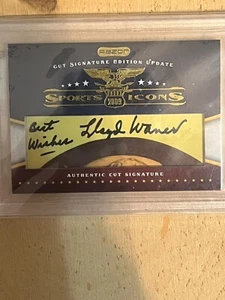 RAZOR
CUT SIGNATURE EDITION UPDATE
SPORTS ICONS
2009
Best Lloyd Waner
Wishes
AUTHENTIC CUT SIGNATURE